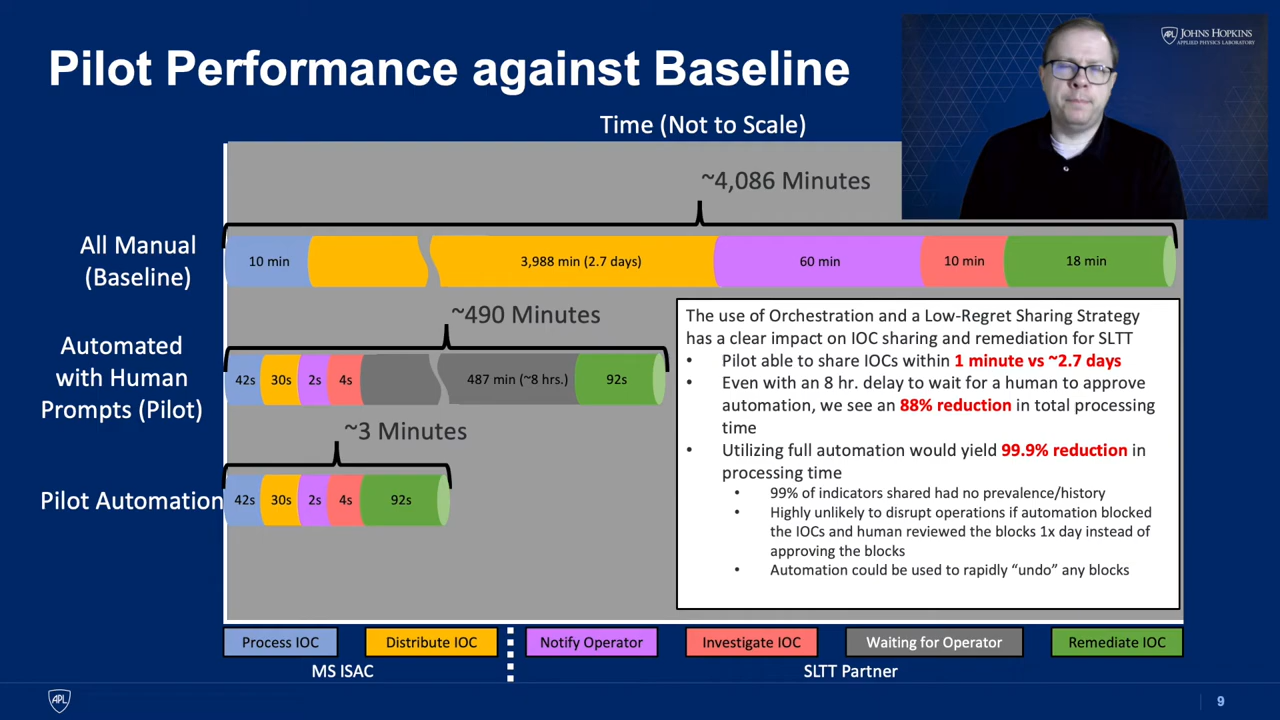 Pilot Performance against Baseline
JOHNS HOPKINS
APPLIED PHYSICS LABORATORY
APL
Time (Not to Scale)
~4,086 Minutes
All Manual
(Baseline)
10 min
3,988 min (2.7 days)
60 min
10 min
18 min
~490 Minutes
Automated
with Human
Prompts (Pilot)
42s
30s
2s
4s
487 min (~8 hrs.)
92s
~3 Minutes
Pilot Automation
42s
30s
2s
4s
92s
The use of Orchestration and a Low-Regret Sharing Strategy
has a clear impact on IOC sharing and remediation for SLTT
• Pilot able to share IOCs within 1 minute vs ~2.7 days
• Even with an 8 hr. delay to wait for a human to approve
automation, we see an 88% reduction in total processing
time
• Utilizing full automation would yield 99.9% reduction in
processing time
• 99% of indicators shared had no prevalence/history
• Highly unlikely to disrupt operations if automation blocked
the IOCs and human reviewed the blocks 1x day instead of
approving the blocks
• Automation could be used to rapidly “undo” any blocks
Process IOC
Distribute IOC
Notify Operator
Investigate IOC
Waiting for Operator
Remediate IOC
MS ISAC
SLTT Partner
APL
9